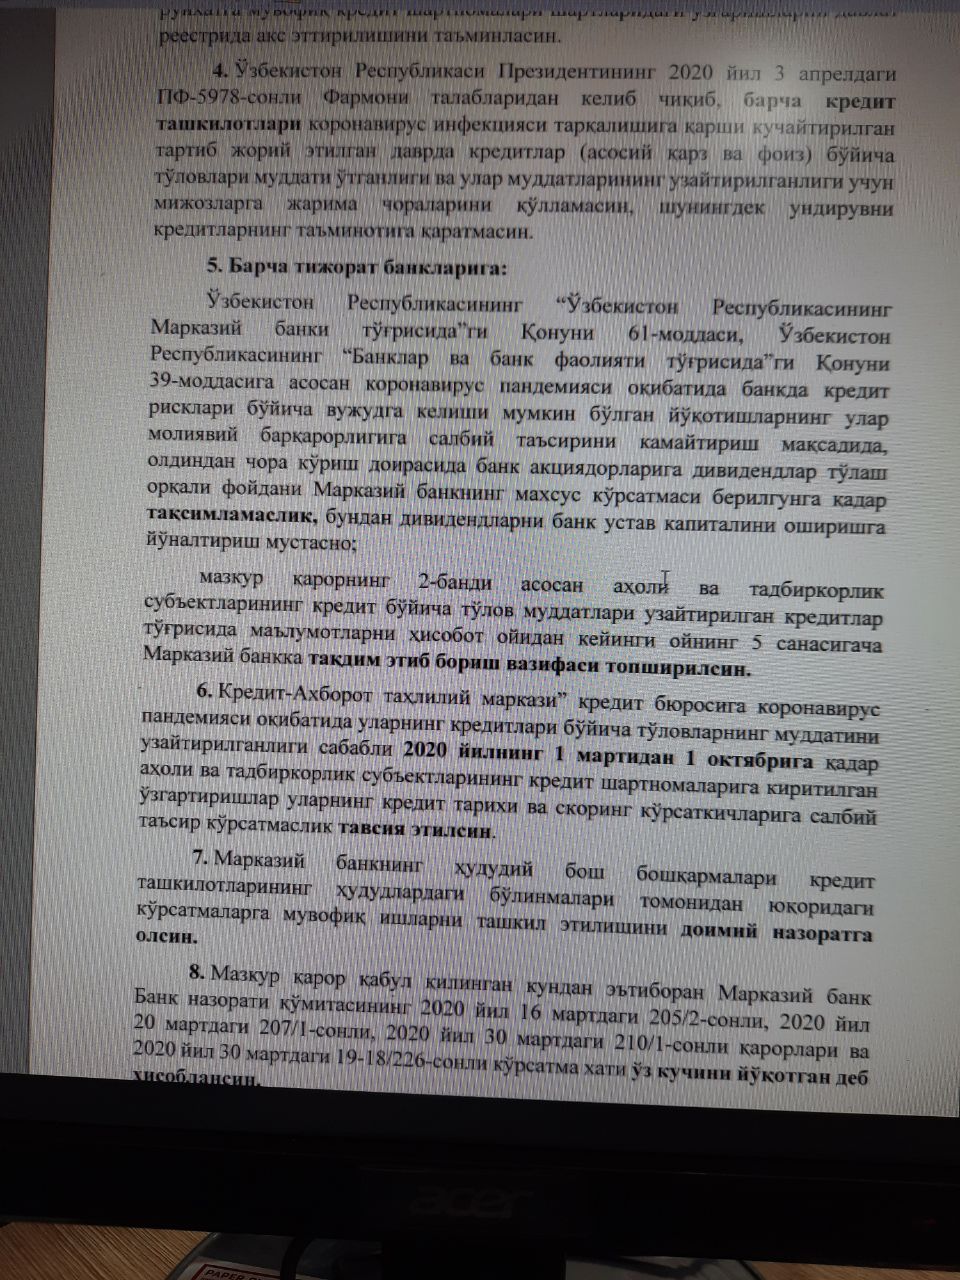 рўйхатга мувофиқ кредит шартномалари шартларидаги ўзгаришларни давлат
реестрида акс эттирилишини таъминласин.
4. Ўзбекистон Республикаси Президентининг 2020 йил 3 апрелдаги
ПФ-5978-сонли Фармони талабларидан келиб чиқиб, барча кредит
ташкилотлари коронавирус инфекцияси тарқалишига қарши кучайтирилган
тартиб жорий этилган даврда кредитлар (асосий қарз ва фоиз) бўйича
тўловлари муддати ўтганлиги ва улар муддатларининг узайтирилганлиги учун
мижозларга жарима чораларини қўлламасин, шунингдек ундирувни
кредитларнинг таъминотига қаратмасин.
5. Барча тижорат банкларига:
Ўзбекистон Республикасининг “Ўзбекистон Республикасининг
Марказий банки тўғрисида”ги Қонуни 61-моддаси, Ўзбекистон
Республикасининг “Банклар ва банк фаолияти тўғрисида”ги Қонуни
39-моддасига асосан коронавирус пандемияси оқибатида банкда кредит
рисклари бўйича вужудга келиши мумкин бўлган йўқотишларнинг улар
молиявий барқарорлигига салбий таъсирини камайтириш мақсадида,
олдиндан чора кўриш доирасида банк акциядорларига дивидендлар тўлаш
орқали фойдани Марказий банкнинг махсус кўрсатмаси берилгунга қадар
тақсимламаслик, бундан дивидендларни банк устав капиталини оширишга
йўналтириш мустасно;
мазкур қарорнинг 2-банди асосан аҳоли ва тадбиркорлик
субъектларининг кредит бўйича тўлов муддатлари узайтирилган кредитлар
тўғрисида маълумотларни ҳисобот ойидан кейинги ойнинг 5 санасигача
Марказий банкка тақдим этиб бориш вазифаси топширилсин.
6. Кредит-Ахборот таҳлилий маркази” кредит бюросига коронавирус
пандемияси оқибатида уларнинг кредитлари бўйича тўловларнинг муддатини
узайтирилганлиги сабабли 2020 йилнинг 1 мартидан 1 октябрига қадар
аҳоли ва тадбиркорлик субъектларининг кредит шартномаларига киритилган
ўзгартиришлар уларнинг кредит тарихи ва скоринг кўрсаткичларига салбий
таъсир кўрсатмаслик тавсия этилсин.
7. Марказий банкнинг ҳудудий бош бошқармалари кредит
ташкилотларининг ҳудудлардаги бўлинмалари томонидан юқоридаги
кўрсатмаларга мувофиқ ишларни ташкил этилишини доимий назоратга
олсин.
8. Мазкур қарор қабул қилинган кундан эътиборан Марказий банк
Банк назорати қўмитасининг 2020 йил 16 мартдаги 205/2-сонли, 2020 йил
20 мартдаги 207/1-сонли, 2020 йил 30 мартдаги 210/1-сонли қарорлари ва
2020 йил 30 мартдаги 19-18/226-сонли кўрсатма хати ўз кучини йўқотган деб
ҳисоблансин.
acer
PAPER